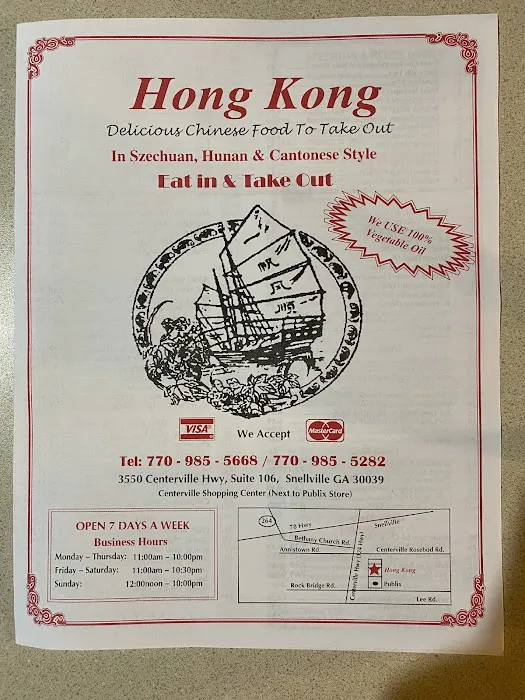 Hong Kong
Delicious Chinese Food To Take Out
In Szechuan, Hunan & Cantonese Style
Eat in & Take Out
We USE 100%
Vegetable Oil
VISA
We Accept
MasterCard
Tel: 770 - 985 - 5668 / 770 - 985 - 5282
3550 Centerville Hwy, Suite 106, Snellville GA 30039
Centerville Shopping Center (Next to Publix Store)
OPEN 7 DAYS A WEEK
Business Hours
Monday – Thursday: 11:00am – 10:00pm
Friday – Saturday: 11:00am – 10:30pm
Sunday: 12:00noon – 10:00pm
264
78 Hwy
Snellville
Bethany Church Rd.
Annistown Rd.
Centerville Rosebud Rd.
Centerville Hwy (124 Hwy)
Hong Kong
Rock Bridge Rd.
Publix
Lee Rd.